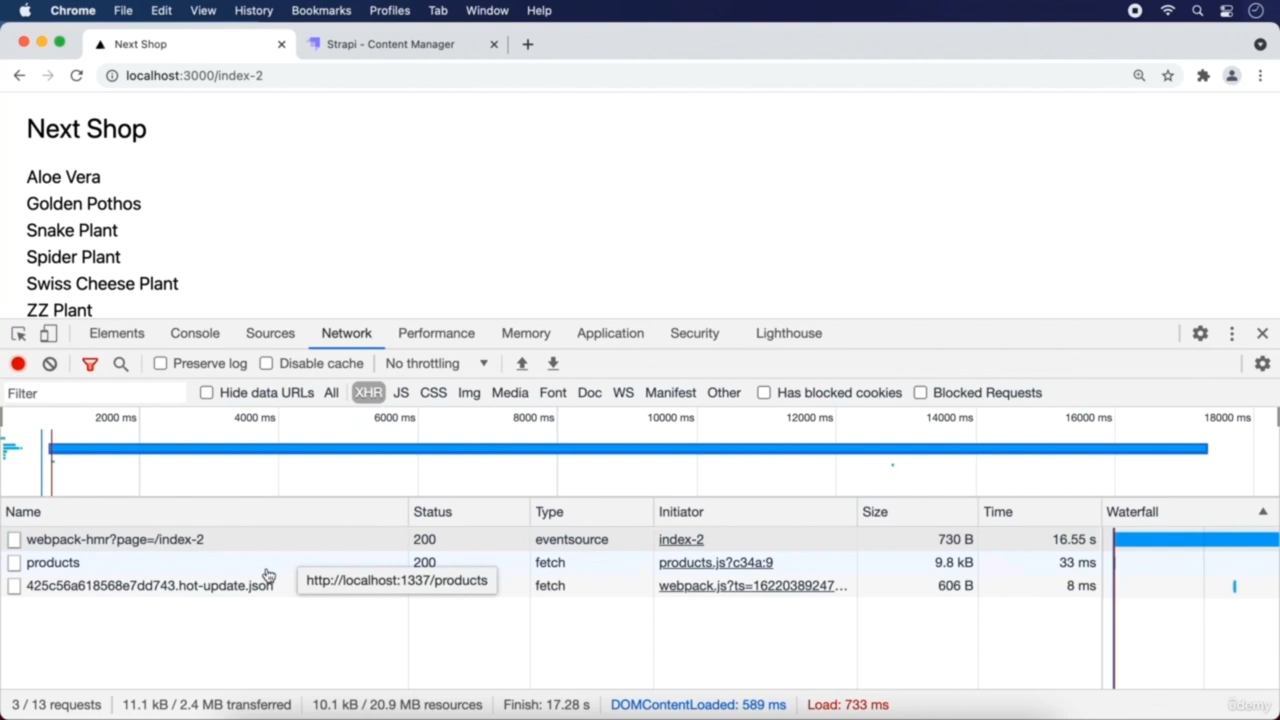 Chrome File Edit View History Bookmarks Profiles Tab Window Help
Next Shop
Strapi - Content Manager
localhost:3000/index-2
Next Shop
Aloe Vera
Golden Pothos
Snake Plant
Spider Plant
Swiss Cheese Plant
ZZ Plant
Elements Console Sources Network Performance Memory Application Security Lighthouse
Preserve log Disable cache No throttling
Filter Hide data URLs All XHR JS CSS Img Media Font Doc WS Manifest Other Has blocked cookies Blocked Requests
2000 ms 4000 ms 6000 ms 8000 ms 10000 ms 12000 ms 14000 ms 16000 ms 18000 ms
Name Status Type Initiator Size Time Waterfall
webpack-hmr?page=/index-2 200 eventsource index-2 730 B 16.55 s
products 200 fetch products.js?c34a:9 9.8 kB 33 ms
http://localhost:1337/products
425c56a618568e7dd743.hot-update.json fetch webpack.js?ts=16220389247... 606 B 8 ms
3 / 13 requests 11.1 kB / 2.4 MB transferred 10.1 kB / 20.9 MB resources Finish: 17.28 s DOMContentLoaded: 589 ms Load: 733 ms
ûdemy